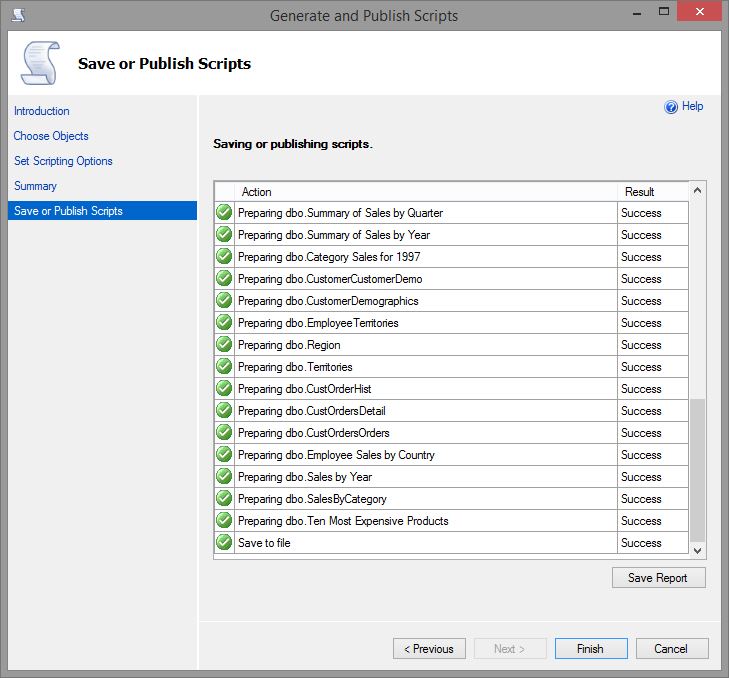 Generate and Publish Scripts
Save or Publish Scripts
Introduction
Choose Objects
Set Scripting Options
Summary
Save or Publish Scripts
Help
Saving or publishing scripts.
Action Result
Preparing dbo.Summary of Sales by Quarter Success
Preparing dbo.Summary of Sales by Year Success
Preparing dbo.Category Sales for 1997 Success
Preparing dbo.CustomerCustomerDemo Success
Preparing dbo.CustomerDemographics Success
Preparing dbo.EmployeeTerritories Success
Preparing dbo.Region Success
Preparing dbo.Territories Success
Preparing dbo.CustOrderHist Success
Preparing dbo.CustOrdersDetail Success
Preparing dbo.CustOrdersOrders Success
Preparing dbo.Employee Sales by Country Success
Preparing dbo.Sales by Year Success
Preparing dbo.SalesByCategory Success
Preparing dbo.Ten Most Expensive Products Success
Save to file Success
Save Report
< Previous Next > Finish Cancel